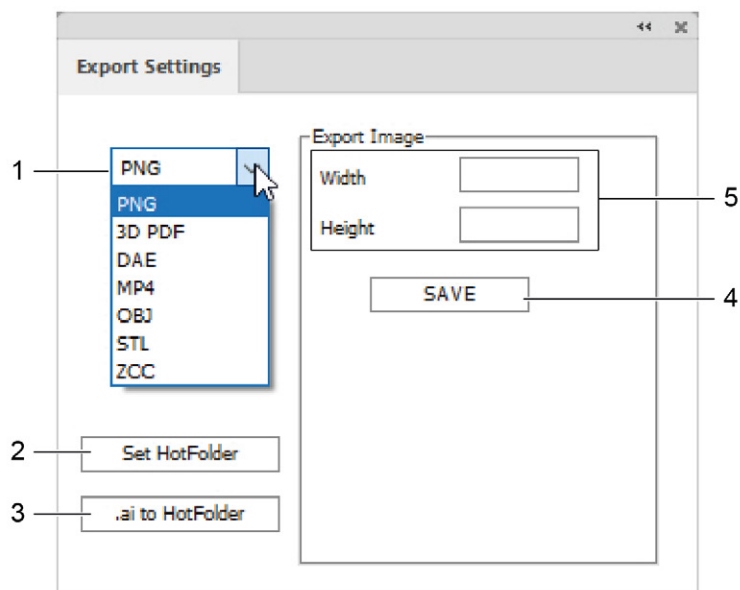 Export Settings
1
PNG
PNG
3D PDF
DAE
MP4
OBJ
STL
ZCC
2
Set HotFolder
3
.ai to HotFolder
Export Image
Width
Height
5
SAVE
4